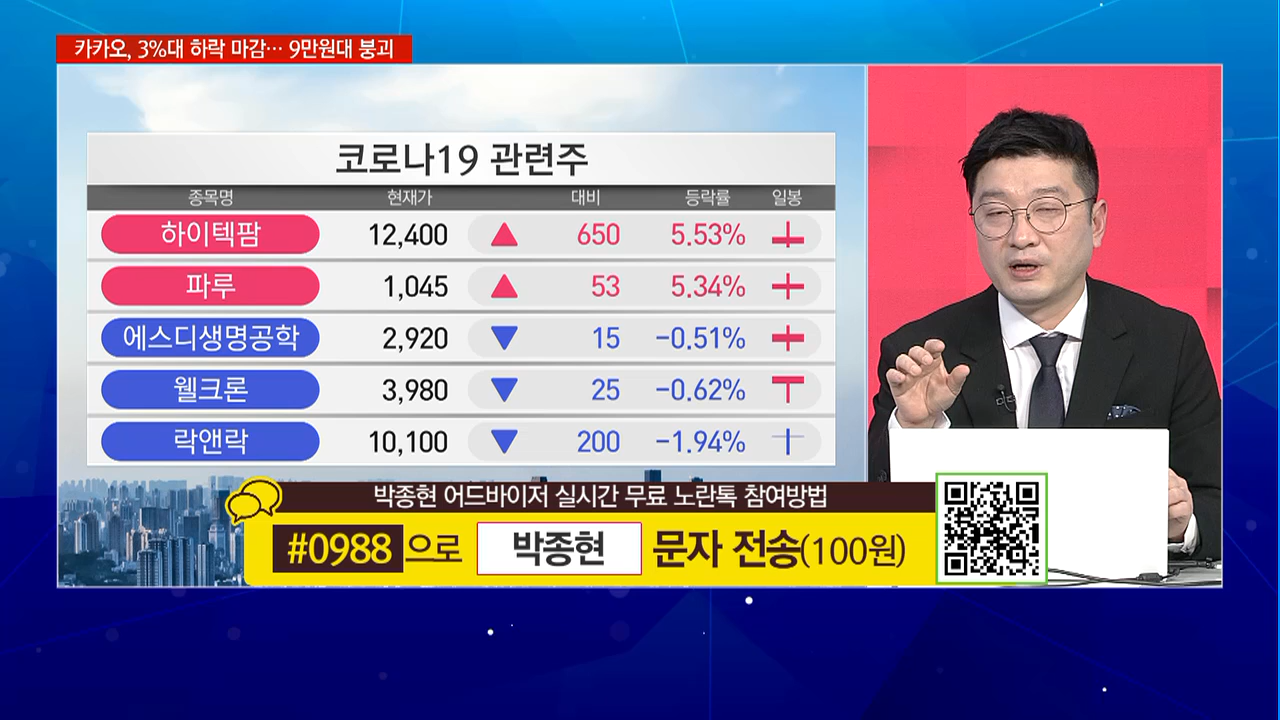 카카오, 3%대 하락 마감… 9만원대 붕괴
코로나19 관련주
종목명 현재가 대비 등락률 일봉
하이텍팜 12,400 ▲ 650 5.53%
파루 1,045 ▲ 53 5.34%
에스디생명공학 2,920 ▼ 15 -0.51%
웰크론 3,980 ▼ 25 -0.62%
락앤락 10,100 ▼ 200 -1.94%
박종현 어드바이저 실시간 무료 노란톡 참여방법
#0988으로 박종현 문자 전송(100원)